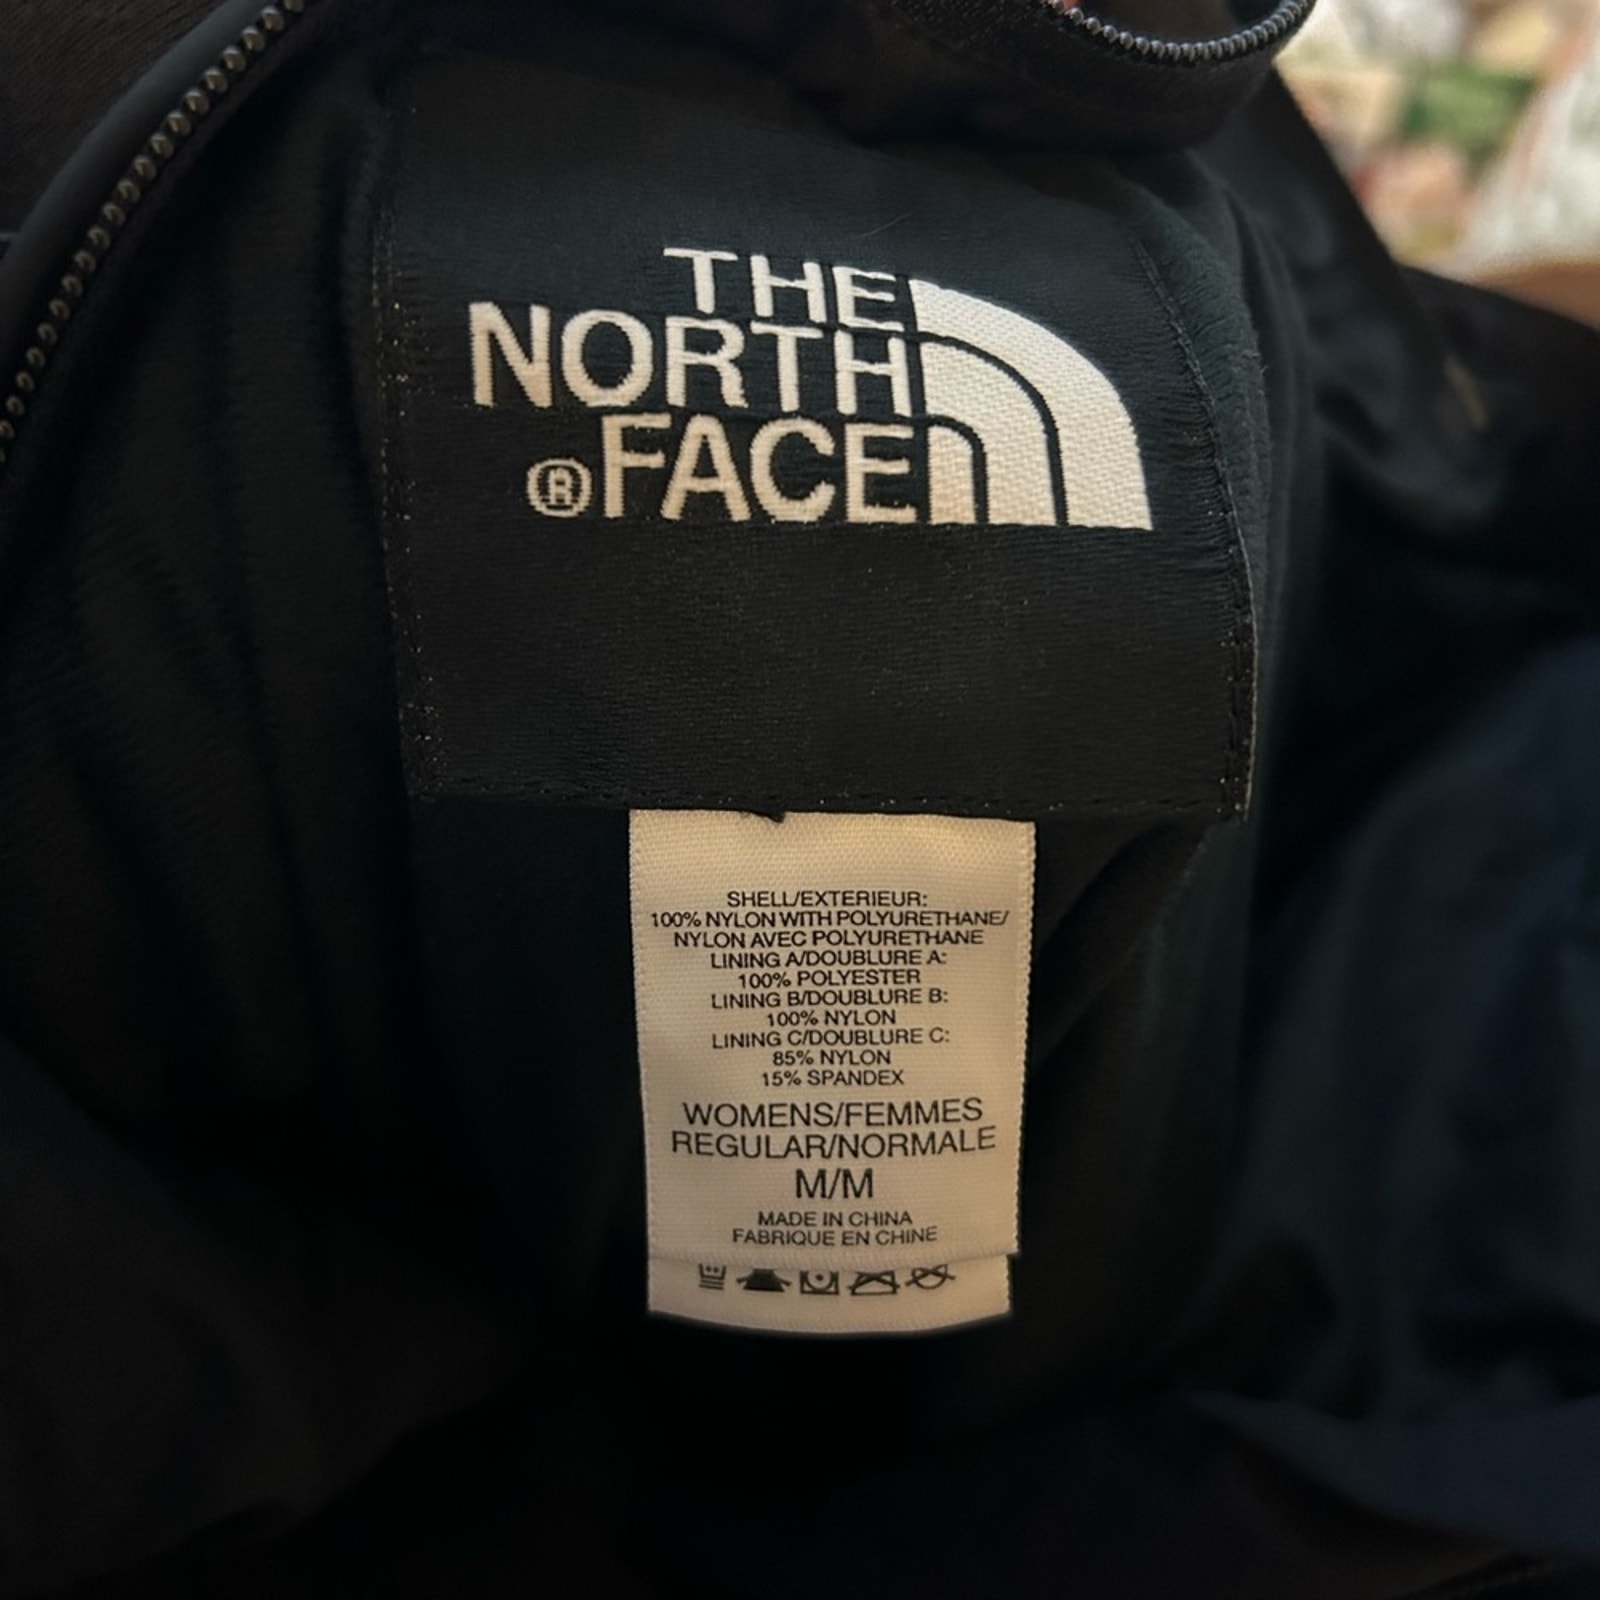 THE
NORTH
®FACE
SHELL/EXTERIEUR:
100% NYLON WITH POLYURETHANE/
NYLON AVEC POLYURETHANE
LINING A/DOUBLURE A:
100% POLYESTER
LINING B/DOUBLURE B:
100% NYLON
LINING C/DOUBLURE C:
85% NYLON
15% SPANDEX
WOMENS/FEMMES
REGULAR/NORMALE
M/M
MADE IN CHINA
FABRIQUE EN CHINE